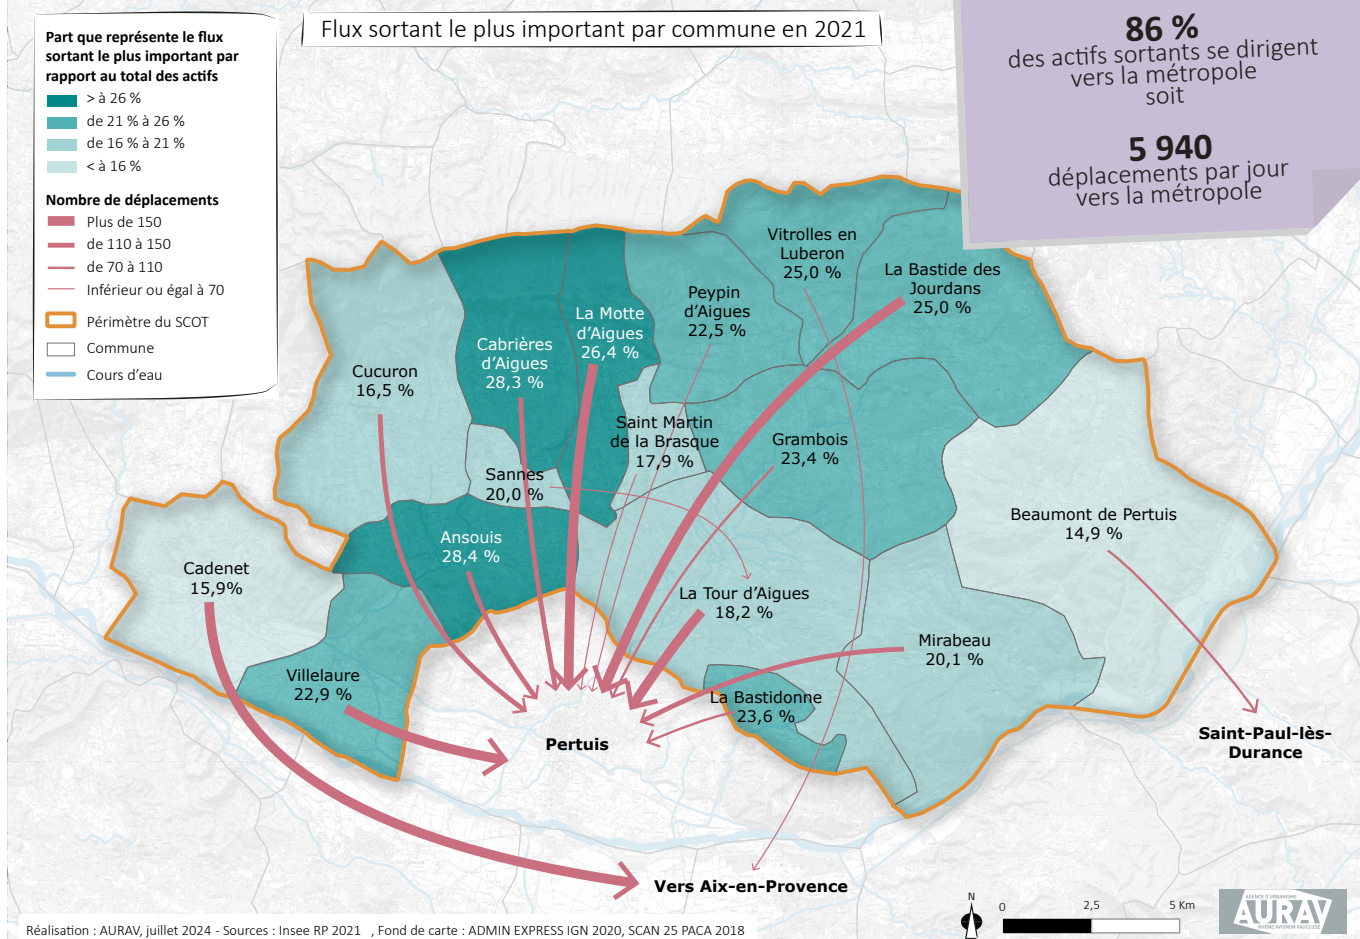 Flux sortant le plus important par commune en 2021
Part que représente le flux
sortant le plus important par
rapport au total des actifs
> à 26 %
de 21 % à 26 %
de 16 % à 21 %
< à 16 %
Nombre de déplacements
Plus de 150
de 110 à 150
de 70 à 110
Inférieur ou égal à 70
Périmètre du SCOT
Commune
Cours d'eau
86 %
des actifs sortants se dirigent
vers la métropole
soit
5 940
déplacements par jour
vers la métropole
Vitrolles en
Luberon
25,0 %
La Bastide des
Jourdans
25,0 %
Peypin
d'Aigues
22,5 %
La Motte
d'Aigues
26,4 %
Cabrières
d'Aigues
28,3 %
Cucuron
16,5 %
Saint Martin
de la Brasque
17,9 %
Grambois
23,4 %
Sannes
20,0 %
Beaumont de Pertuis
14,9 %
Ansouis
28,4 %
Cadenet
15,9%
La Tour d'Aigues
18,2 %
Mirabeau
20,1 %
Villelaure
22,9 %
La Bastidonne
23,6 %
Pertuis
Saint-Paul-lès-
Durance
Vers Aix-en-Provence
N
0 2,5 5 Km
AGENCE D'URBANISME
AURAV
RHÔNE AVIGNON VAUCLUSE
Réalisation : AURAV, juillet 2024 - Sources : Insee RP 2021 , Fond de carte : ADMIN EXPRESS IGN 2020, SCAN 25 PACA 2018